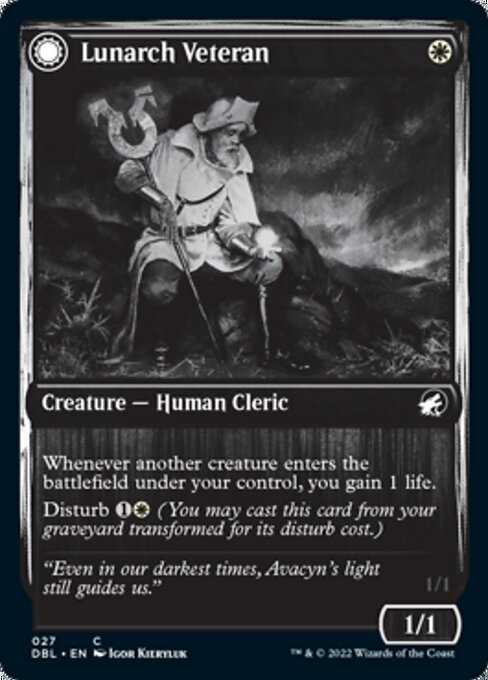 Lunarch Veteran
Creature — Human Cleric
Whenever another creature enters the
battlefield under your control, you gain 1 life.
Disturb 1 (You may cast this card from your
graveyard transformed for its disturb cost.)
“Even in our darkest times, Avacyn’s light
still guides us.”
1/1
1/1
027 C
DBL • EN Igor Kieryluk
™ & © 2022 Wizards of the Coast